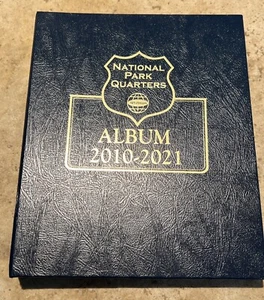 NATIONAL
PARK
QUARTERS
ALBUM
2010-2021